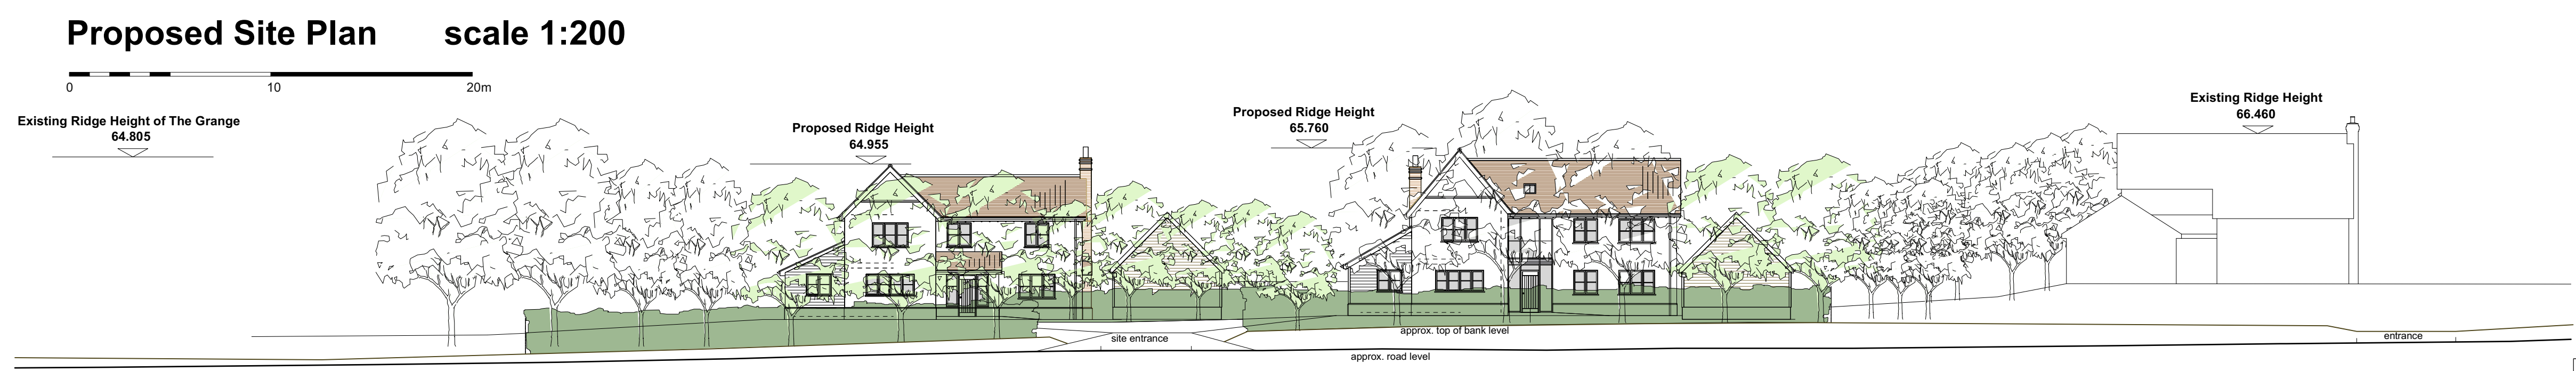 Proposed Site Plan scale 1:200
0 10 20m
Existing Ridge Height of The Grange
64.805
Proposed Ridge Height
64.955
Proposed Ridge Height
65.760
Existing Ridge Height
66.460
site entrance
approx. top of bank level
approx. road level
entrance